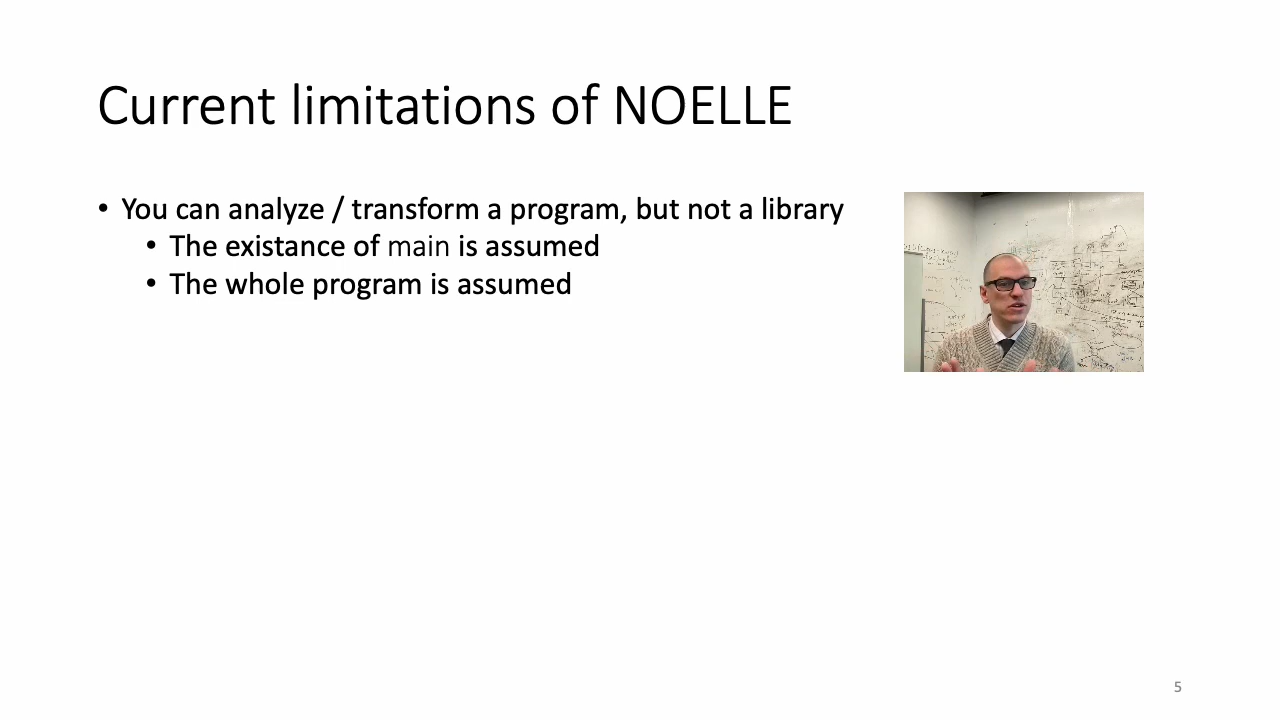 Current limitations of NOELLE
• You can analyze / transform a program, but not a library
• The existance of main is assumed
• The whole program is assumed
5